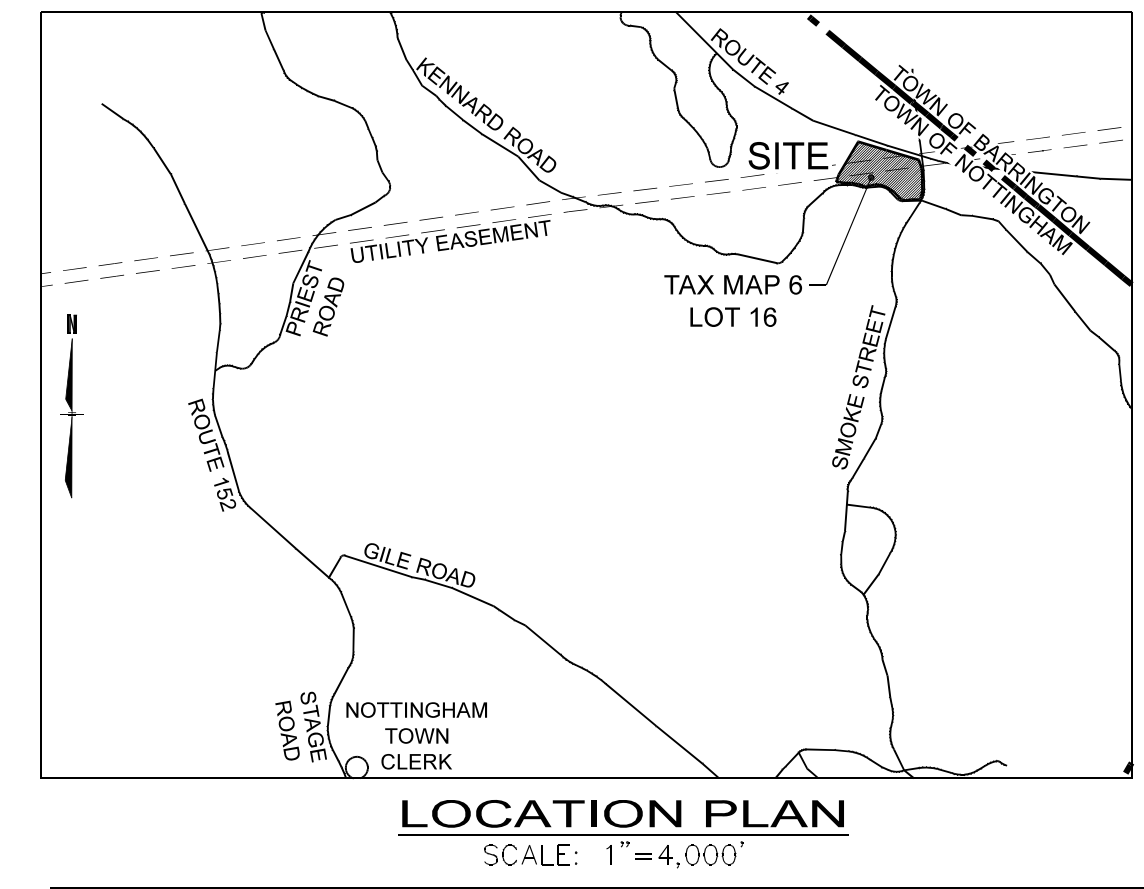 ROUTE 4
KENNARD ROAD
TOWN OF BARRINGTON
TOWN OF NOTTINGHAM
SITE
UTILITY EASEMENT
PRIEST
ROAD
TAX MAP 6
LOT 16
N
SMOKE STREET
ROUTE 152
GILE ROAD
STAGE
ROAD
NOTTINGHAM
TOWN
CLERK
LOCATION PLAN
SCALE: 1"=4,000'